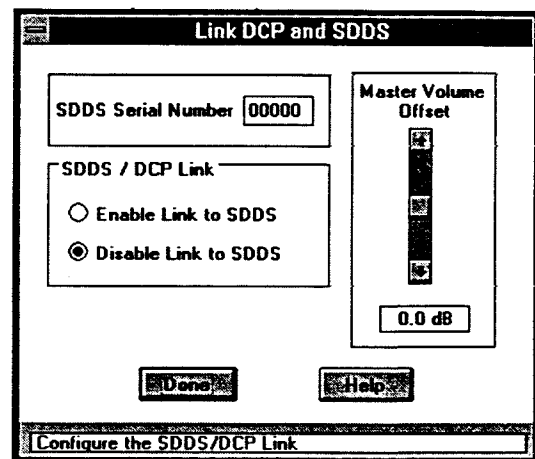 Link DCP and SDDS
SDDS Serial Number 00000
Master Volume
Offset
SDDS / DCP Link
Enable Link to SDDS
Disable Link to SDDS
0.0 dB
Done
Help
Configure the SDDS/DCP Link